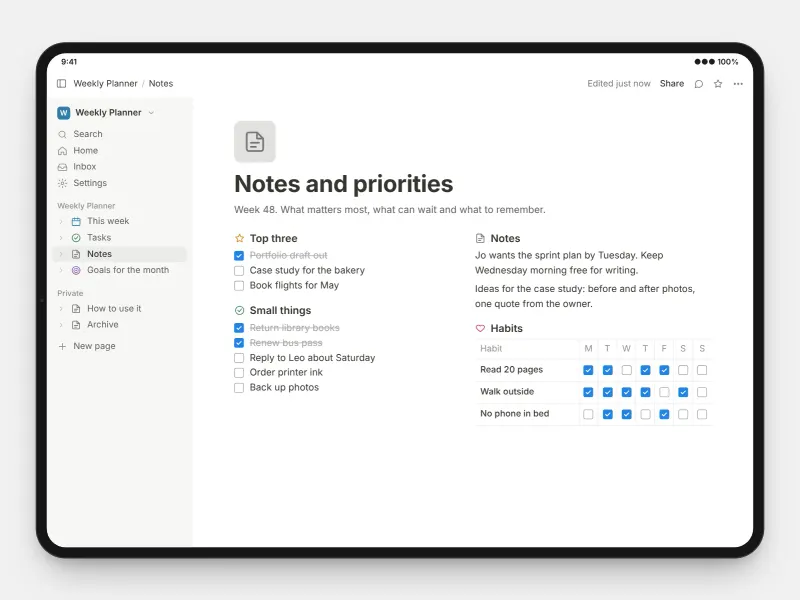 9:41
100%
Weekly Planner / Notes
Edited just now Share
W Weekly Planner
Search
Home
Inbox
Settings
Weekly Planner
This week
Tasks
Notes
Goals for the month
Private
How to use it
Archive
New page
Notes and priorities
Week 48. What matters most, what can wait and what to remember.
Top three
Portfolio draft out
Case study for the bakery
Book flights for May
Small things
Return library books
Renew bus pass
Reply to Leo about Saturday
Order printer ink
Back up photos
Notes
Jo wants the sprint plan by Tuesday. Keep
Wednesday morning free for writing.
Ideas for the case study: before and after photos,
one quote from the owner.
Habits
Habit M T W T F S S
Read 20 pages
Walk outside
No phone in bed